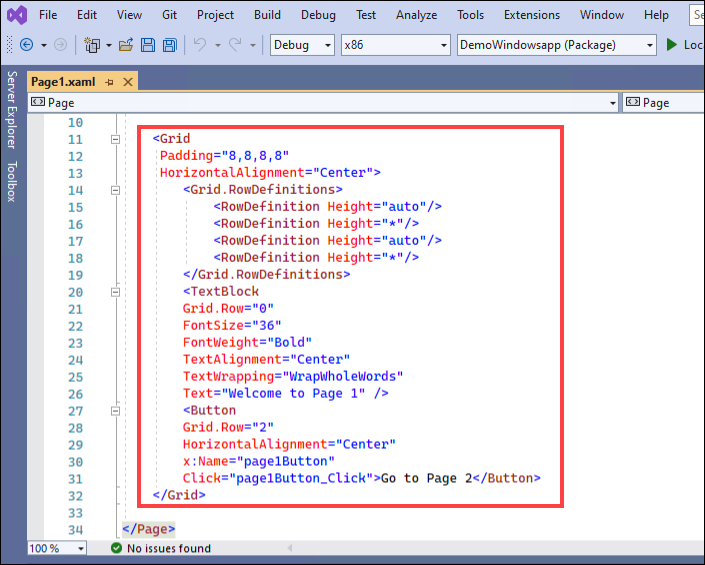 File Edit View Git Project Build Debug Test Analyze Tools Extensions Window Help Se
Debug x86 DemoWindowsapp (Package) Loc
Server Explorer
Toolbox
Page1.xaml
Page Page
10
11 <Grid
12 Padding="8,8,8,8"
13 HorizontalAlignment="Center">
14 <Grid.RowDefinitions>
15 <RowDefinition Height="auto"/>
16 <RowDefinition Height="*"/>
17 <RowDefinition Height="auto"/>
18 <RowDefinition Height="*"/>
19 </Grid.RowDefinitions>
20 <TextBlock
21 Grid.Row="0"
22 FontSize="36"
23 FontWeight="Bold"
24 TextAlignment="Center"
25 TextWrapping="WrapWholeWords"
26 Text="Welcome to Page 1" />
27 <Button
28 Grid.Row="2"
29 HorizontalAlignment="Center"
30 x:Name="page1Button"
31 Click="page1Button_Click">Go to Page 2</Button>
32 </Grid>
33
34 </Page>
100 % No issues found